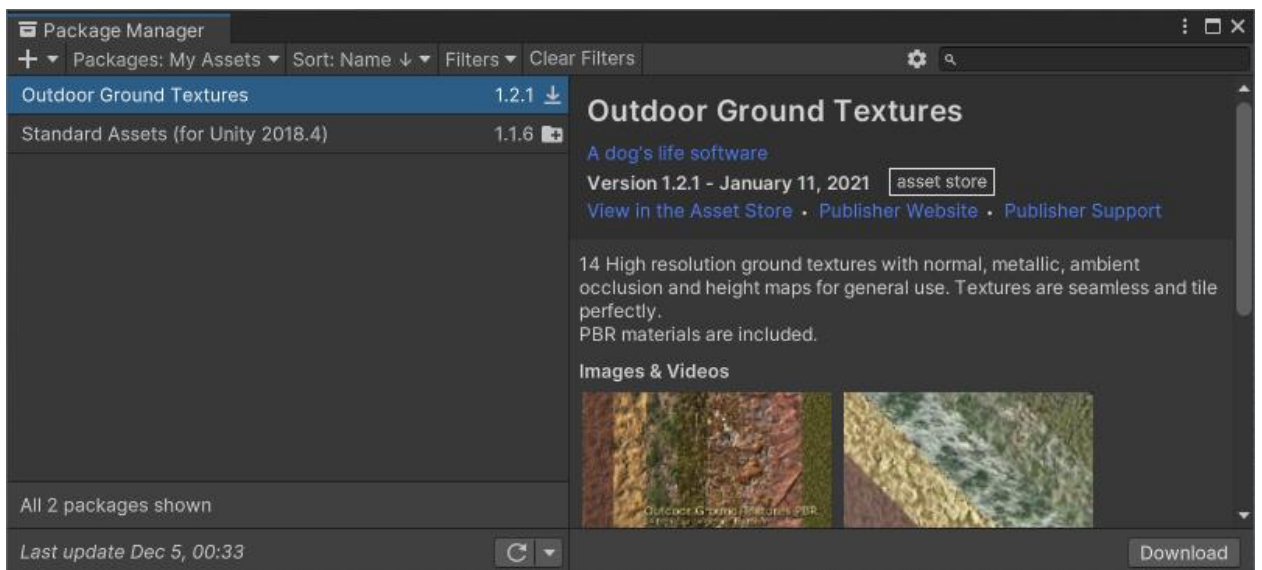 Package Manager
Packages: My Assets Sort: Name ↓ Filters Clear Filters
Outdoor Ground Textures 1.2.1
Standard Assets (for Unity 2018.4) 1.1.6
All 2 packages shown
Last update Dec 5, 00:33
Outdoor Ground Textures
A dog's life software
Version 1.2.1 - January 11, 2021 asset store
View in the Asset Store • Publisher Website • Publisher Support
14 High resolution ground textures with normal, metallic, ambient
occlusion and height maps for general use. Textures are seamless and tile
perfectly.
PBR materials are included.
Images & Videos
Outdoor Ground Textures PBR
Download